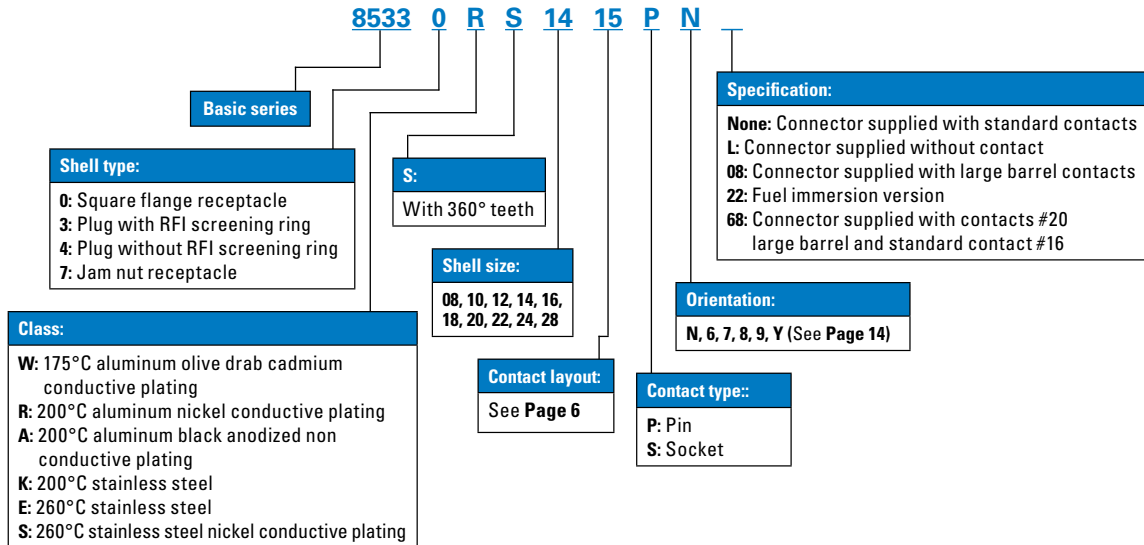 8533 0 R S 14 15 P N _
Basic series
Shell type:
0: Square flange receptacle
3: Plug with RFI screening ring
4: Plug without RFI screening ring
7: Jam nut receptacle
Class:
W: 175°C aluminum olive drab cadmium
conductive plating
R: 200°C aluminum nickel conductive plating
A: 200°C aluminum black anodized non
conductive plating
K: 200°C stainless steel
E: 260°C stainless steel
S: 260°C stainless steel nickel conductive plating
S:
With 360° teeth
Shell size:
08, 10, 12, 14, 16,
18, 20, 22, 24, 28
Contact layout:
See Page 6
Contact type::
P: Pin
S: Socket
Orientation:
N, 6, 7, 8, 9, Y (See Page 14)
Specification:
None: Connector supplied with standard contacts
L: Connector supplied without contact
08: Connector supplied with large barrel contacts
22: Fuel immersion version
68: Connector supplied with contacts #20
large barrel and standard contact #16